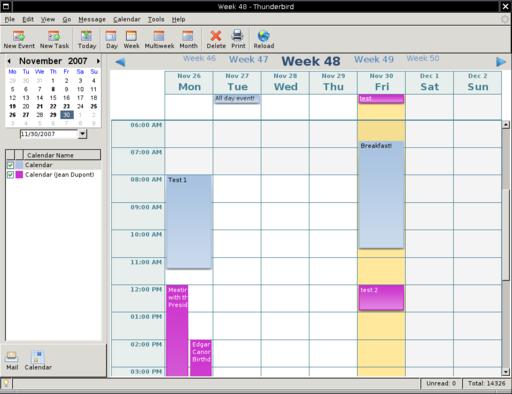 Week 48 - Thunderbird
File Edit View Go Message Calendar Tools Help
New Event New Task Today Day Week Multiweek Month Delete Print Reload
November 2007
Mo Tu We Th Fr Sa Su
29 30 31 1 2 3 4
5 6 7 8 9 10 11
12 13 14 15 16 17 18
19 20 21 22 23 24 25
26 27 28 29 30 1 2
3 4 5 6 7 8 9
11/30/2007
Calendar Name
Calendar
Calendar (Jean Dupont)
Mail Calendar
Week 46 Week 47 Week 48 Week 49 Week 50
Nov 26 Nov 27 Nov 28 Nov 29 Nov 30 Dec 1 Dec 2
Mon Tue Wed Thu Fri Sat Sun
All day event! test
06:00 AM
Breakfast!
07:00 AM
08:00 AM
Test 1
09:00 AM
10:00 AM
11:00 AM
12:00 PM
Meetin
with th
Presid
test 2
01:00 PM
02:00 PM
Edgar
Canor
Birthd
03:00 PM
Unread: 0 Total: 14326